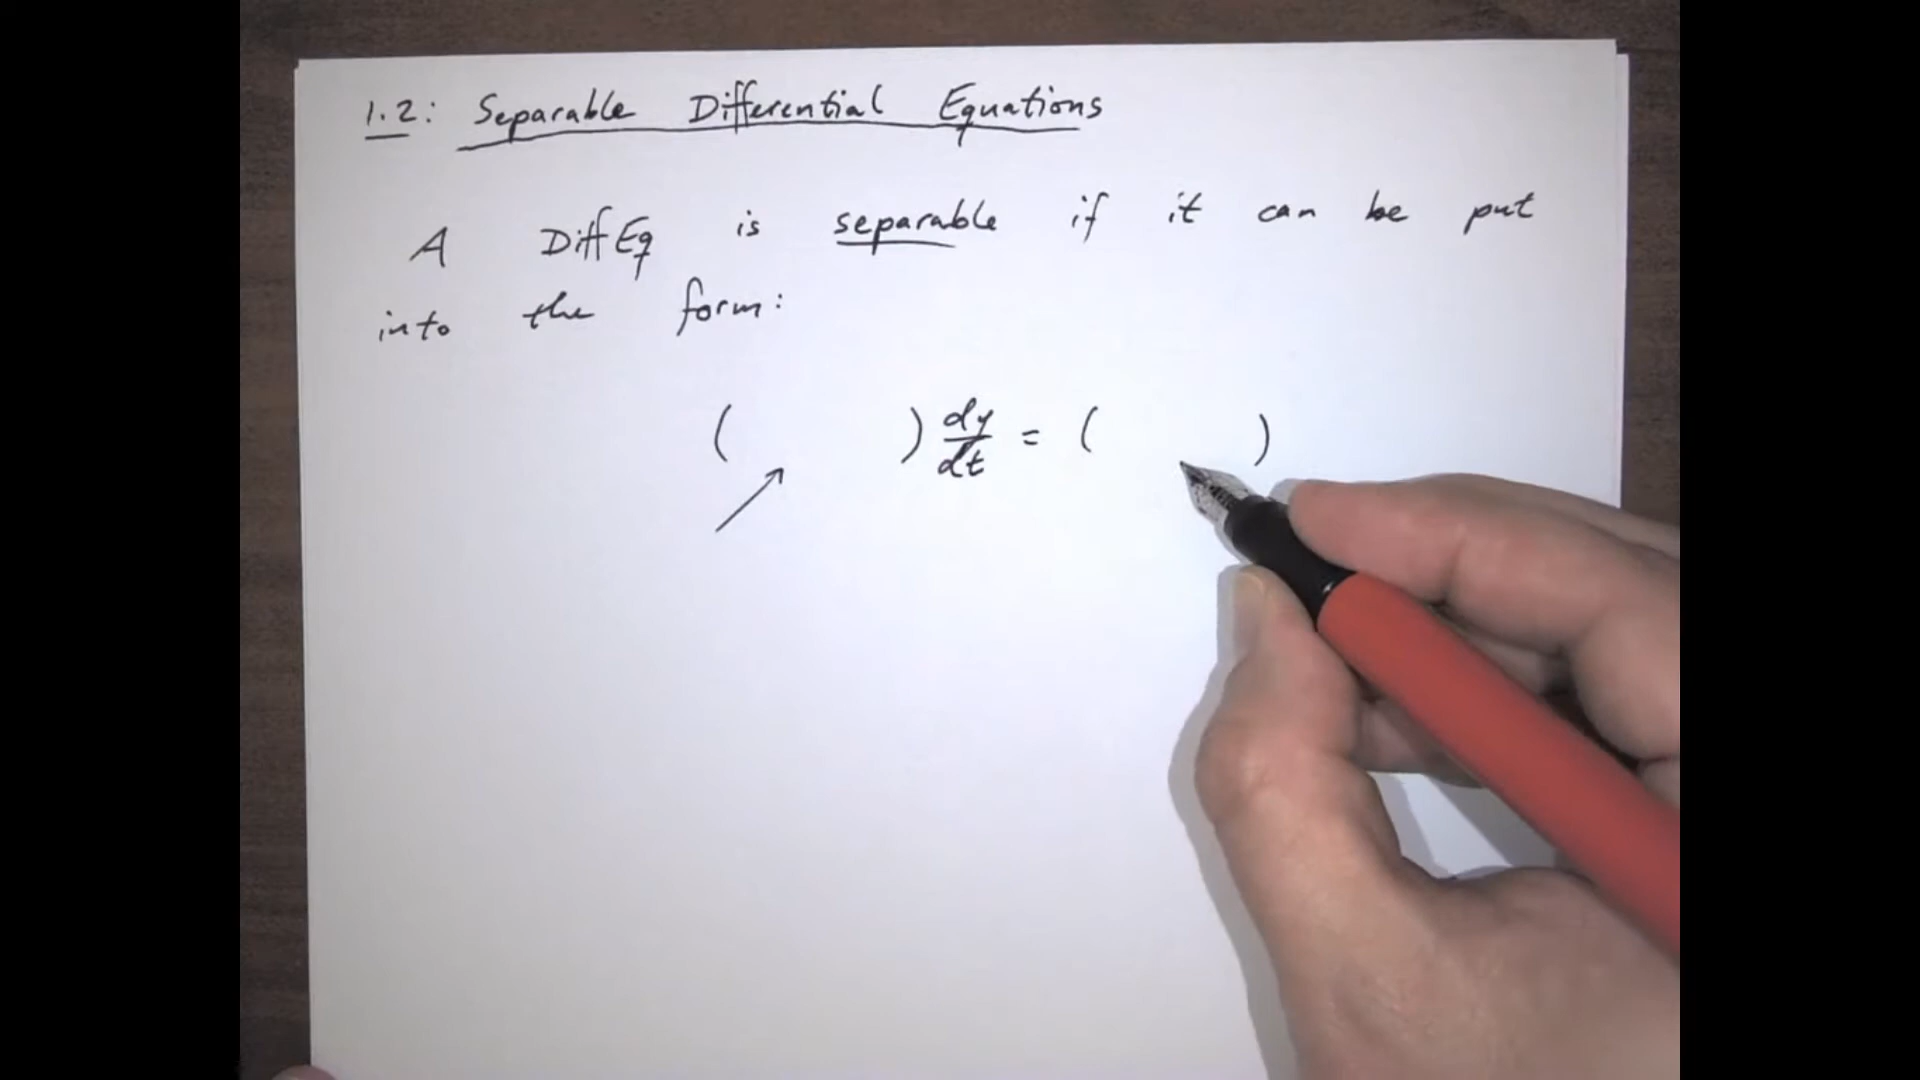 1.2: Separable Differential Equations
A DiffEq is separable if it can be put
into the form:
( ) dy/dt = ( )